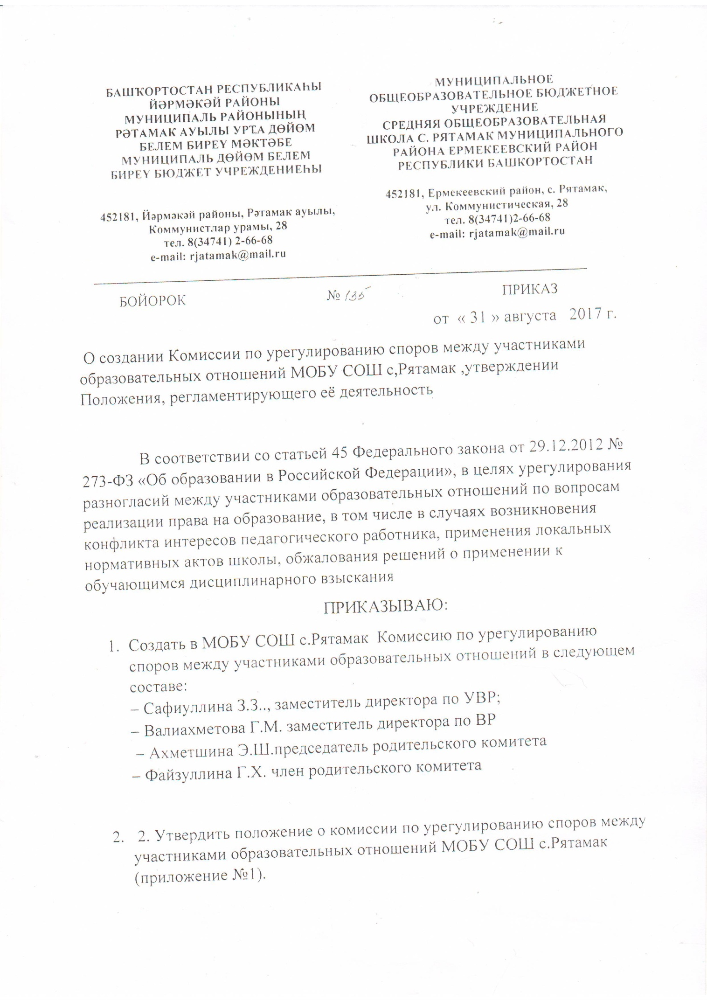 БАШҠОРТОСТАН РЕСПУБЛИКАҺЫ
ЙӘРМӘКӘЙ РАЙОНЫ
МУНИЦИПАЛЬ РАЙОНЫНЫҢ
РӘТАМАК АУЫЛЫ УРТА ДӨЙӨМ
БЕЛЕМ БИРЕҮ МӘКТӘБЕ
МУНИЦИПАЛЬ ДӨЙӨМ БЕЛЕМ
БИРЕҮ БЮДЖЕТ УЧРЕЖДЕНИЕҺЫ
452181, Йәрмәкәй районы, Рәтамак ауылы,
Коммунистлар урамы, 28
тел. 8(34741) 2-66-68
e-mail: rjatamak@mail.ru
МУНИЦИПАЛЬНОЕ
ОБЩЕОБРАЗОВАТЕЛЬНОЕ БЮДЖЕТНОЕ
УЧРЕЖДЕНИЕ
СРЕДНЯЯ ОБЩЕОБРАЗОВАТЕЛЬНАЯ
ШКОЛА С. РЯТАМАК МУНИЦИПАЛЬНОГО
РАЙОНА ЕРМЕКЕЕВСКИЙ РАЙОН
РЕСПУБЛИКИ БАШКОРТОСТАН
452181, Ермекеевский район, с. Рятамак,
ул. Коммунистическая, 28
тел. 8(34741)2-66-68
e-mail: rjatamak@mail.ru
БОЙОРОК № 135 ПРИКАЗ
от « 31 » августа 2017 г.
О создании Комиссии по урегулированию споров между участниками
образовательных отношений МОБУ СОШ с,Рятамак ,утверждении
Положения, регламентирующего её деятельность
В соответствии со статьей 45 Федерального закона от 29.12.2012 №
273-ФЗ «Об образовании в Российской Федерации», в целях урегулирования
разногласий между участниками образовательных отношений по вопросам
реализации права на образование, в том числе в случаях возникновения
конфликта интересов педагогического работника, применения локальных
нормативных актов школы, обжалования решений о применении к
обучающимся дисциплинарного взыскания
ПРИКАЗЫВАЮ:
1. Создать в МОБУ СОШ с.Рятамак Комиссию по урегулированию
споров между участниками образовательных отношений в следующем
составе:
– Сафиуллина З.З.., заместитель директора по УВР;
– Валиахметова Г.М. заместитель директора по ВР
– Ахметшина Э.Ш.председатель родительского комитета
– Файзуллина Г.Х. член родительского комитета
2. 2. Утвердить положение о комиссии по урегулированию споров между
участниками образовательных отношений МОБУ СОШ с.Рятамак
(приложение №1).